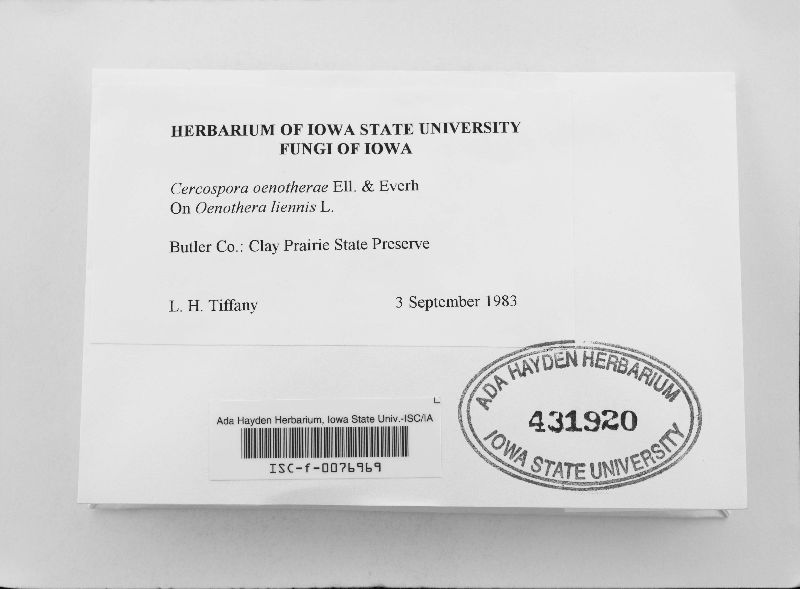 HERBARIUM OF IOWA STATE UNIVERSITY
FUNGI OF IOWA
Cercospora oenotherae Ell. & Everh
On Oenothera liennis L.
Butler Co.: Clay Prairie State Preserve
L. H. Tiffany 3 September 1983
ADA HAYDEN HERBARIUM
431920
IOWA STATE UNIVERSITY
Ada Hayden Herbarium, Iowa State Univ.-ISC/IA
ISC-f-0076969